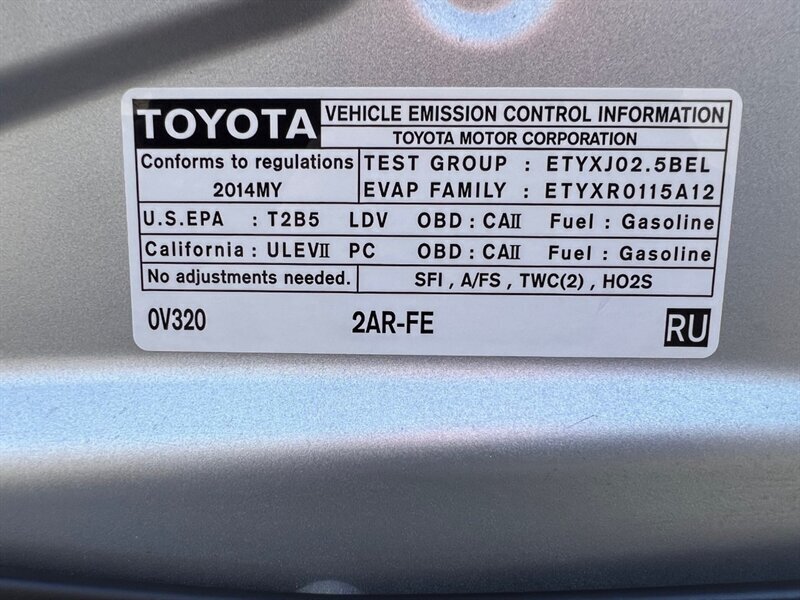 TOYOTA VEHICLE EMISSION CONTROL INFORMATION
TOYOTA MOTOR CORPORATION
Conforms to regulations TEST GROUP : ETYXJ02.5BEL
2014MY EVAP FAMILY : ETYXR0115A12
U.S.EPA : T2B5 LDV OBD : CAII Fuel : Gasoline
California : ULEVII PC OBD : CAII Fuel : Gasoline
No adjustments needed. SFI , A/FS , TWC(2) , HO2S
0V320 2AR-FE RU